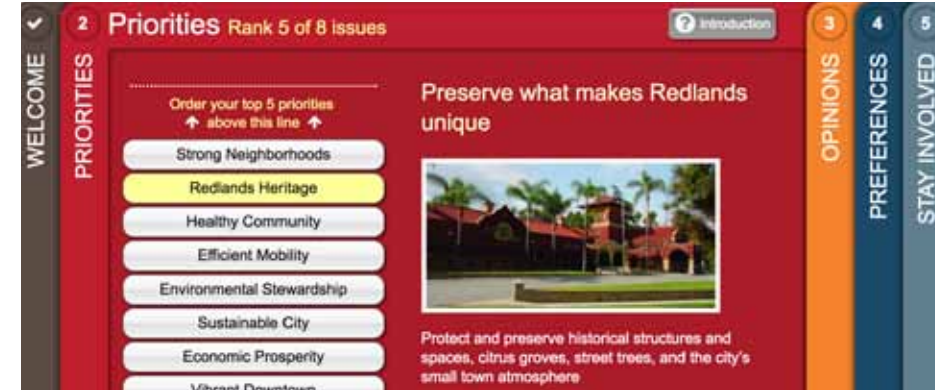 WELCOME
2
PRIORITIES
Priorities Rank 5 of 8 issues
? Introduction
Order your top 5 priorities
above this line
Strong Neighborhoods
Redlands Heritage
Healthy Community
Efficient Mobility
Environmental Stewardship
Sustainable City
Economic Prosperity
Vibrant Downtown
Preserve what makes Redlands
unique
Protect and preserve historical structures and
spaces, citrus groves, street trees, and the city's
small town atmosphere
3
OPINIONS
4
PREFERENCES
5
STAY INVOLVED